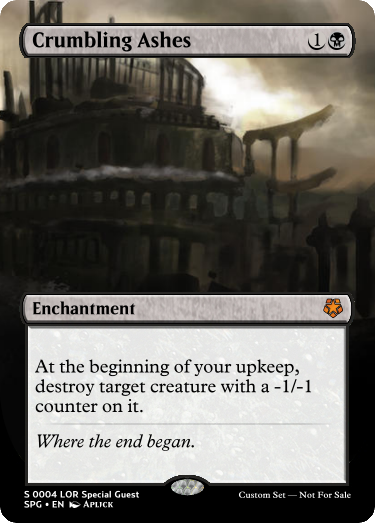 Crumbling Ashes 1
Enchantment
At the beginning of your upkeep,
destroy target creature with a -1/-1
counter on it.
Where the end began.
S 0004 LOR Special Guest
SPG • EN APLICK
Custom Set — Not For Sale